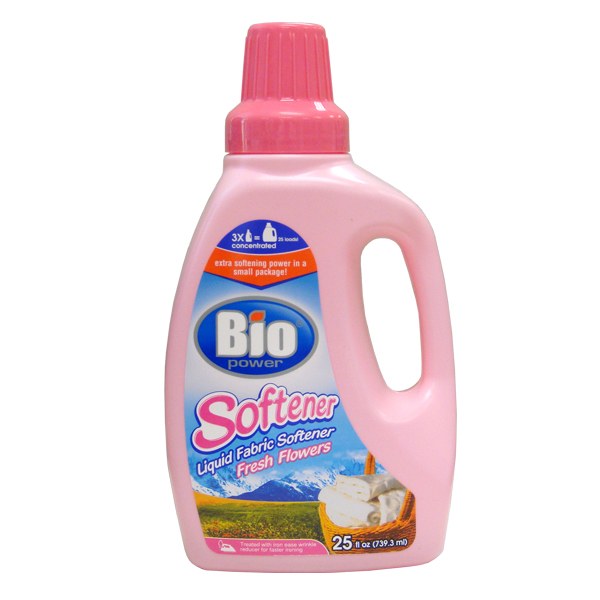 3X = 25 loads!
concentrated
extra softening power in a
small package!
Bio
power
Softener
Liquid Fabric Softener
Fresh Flowers
Treated with iron ease wrinkle
reducer for faster ironing
25 fl oz (739.3 ml)